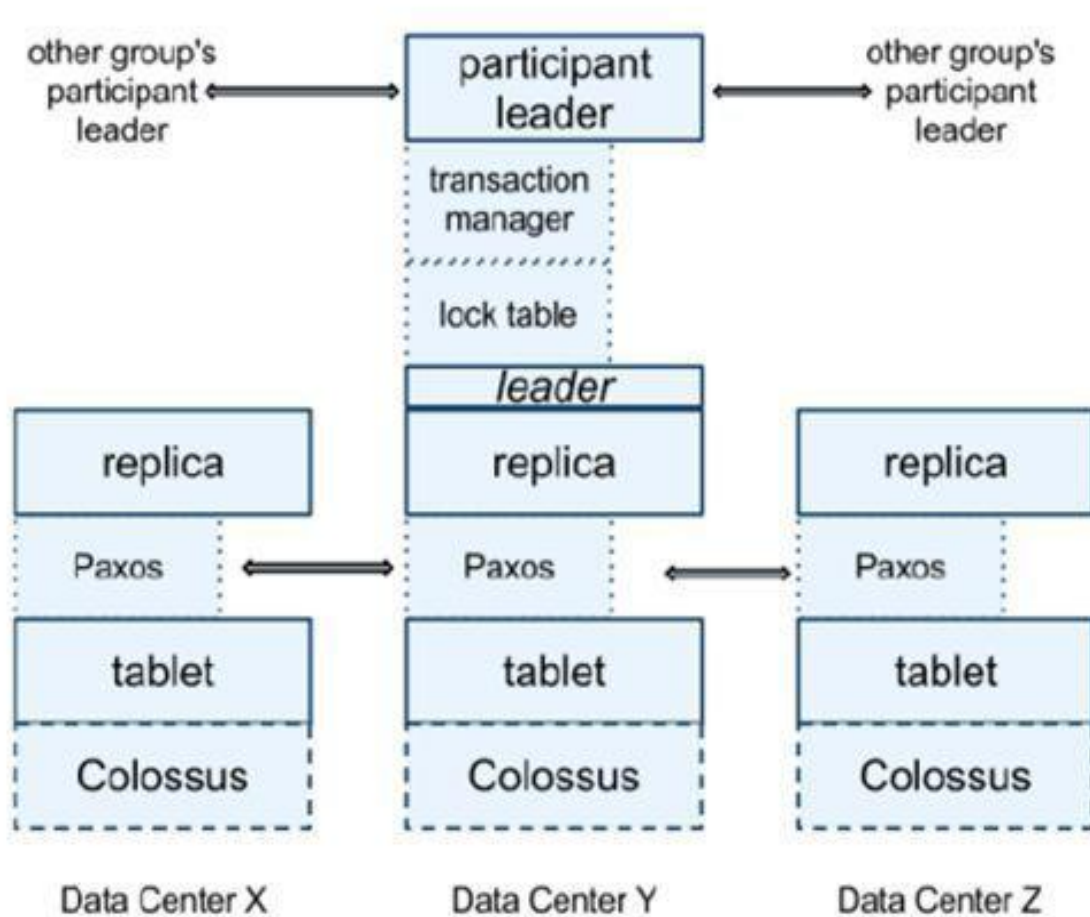 other group's
participant
leader
participant
leader
other group's
participant
leader
transaction
manager
lock table
leader
replica
replica
replica
Paxos
Paxos
Paxos
tablet
tablet
tablet
Colossus
Colossus
Colossus
Data Center X
Data Center Y
Data Center Z